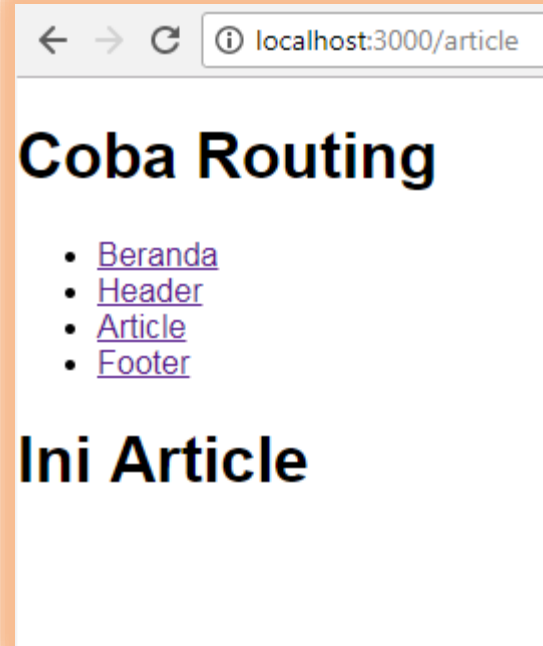 localhost:3000/article
Coba Routing
Beranda
Header
Article
Footer
Ini Article